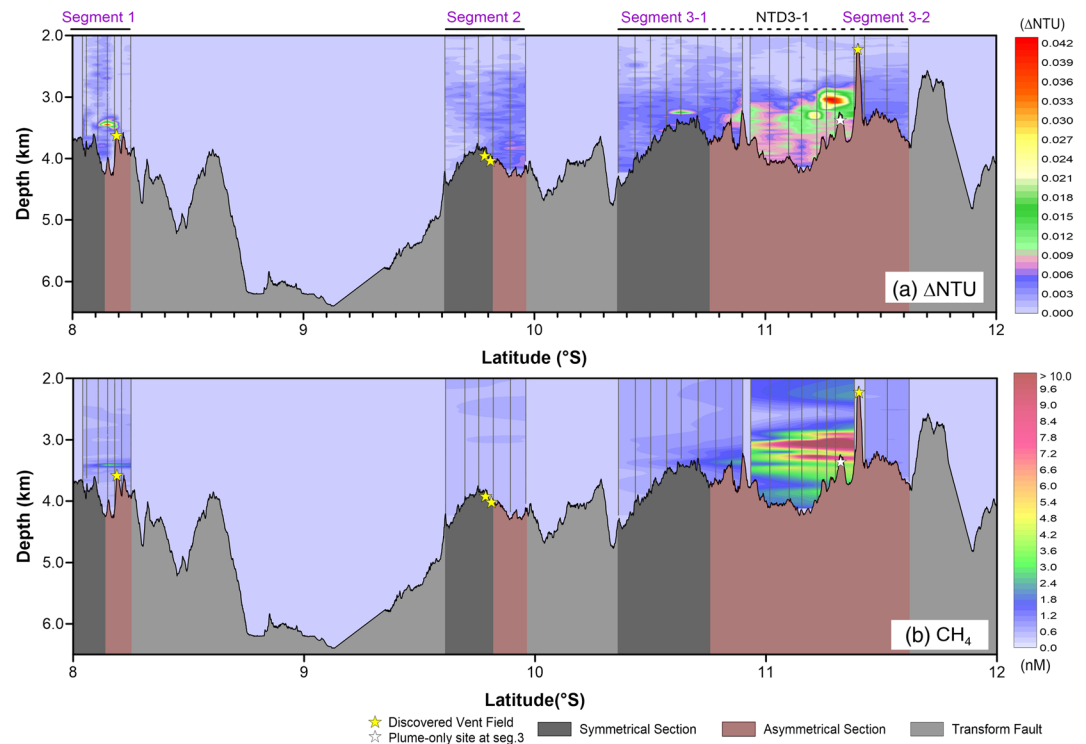 Segment 1
Segment 2
Segment 3-1
NTD3-1
Segment 3-2
(ΔNTU)
2.0
3.0
4.0
5.0
6.0
Depth (km)
0.042
0.039
0.036
0.033
0.030
0.027
0.024
0.021
0.018
0.015
0.012
0.009
0.006
0.003
0.000
(a) ΔNTU
8
9
10
11
12
Latitude (°S)
2.0
3.0
4.0
5.0
6.0
Depth (km)
> 10.0
9.6
9.0
8.4
7.8
7.2
6.6
6.0
5.4
4.8
4.2
3.6
3.0
2.4
1.8
1.2
0.6
0.0
(nM)
(b) CH4
8
9
10
11
12
Latitude(°S)
Discovered Vent Field
Plume-only site at seg.3
Symmetrical Section
Asymmetrical Section
Transform Fault